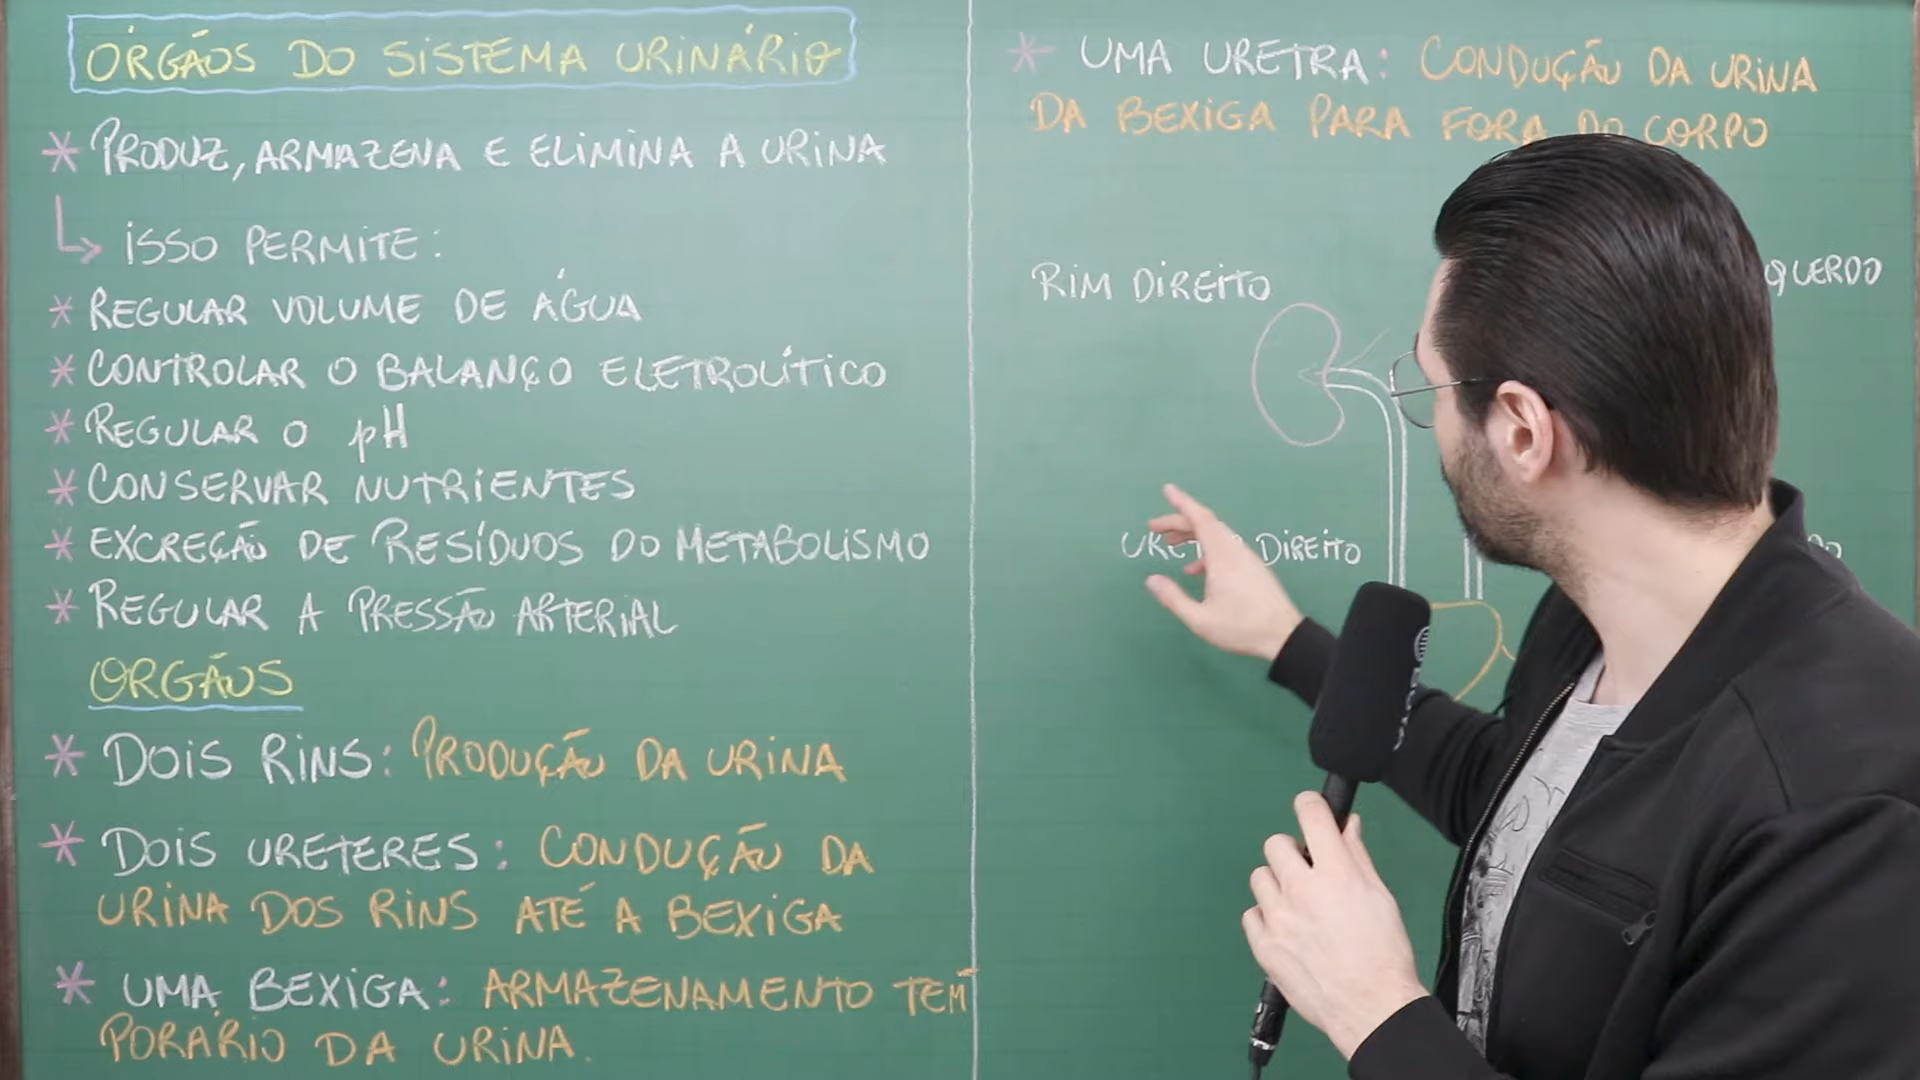 ÓRGÃOS DO SISTEMA URINÁRIO
* PRODUZ, ARMAZENA E ELIMINA A URINA
ISSO PERMITE:
* REGULAR VOLUME DE ÁGUA
* CONTROLAR O BALANÇO ELETROLÍTICO
* REGULAR O pH
* CONSERVAR NUTRIENTES
* EXCREÇÃO DE RESÍDUOS DO METABOLISMO
* REGULAR A PRESSÃO ARTERIAL
ORGÃOS
* DOIS RINS: PRODUÇÃO DA URINA
* DOIS URETERES: CONDUÇÃO DA
URINA DOS RINS ATÉ A BEXIGA
* UMA BEXIGA: ARMAZENAMENTO TEM
PORÁRIO DA URINA.
* UMA URETRA: CONDUÇÃO DA URINA
DA BEXIGA PARA FORA DO CORPO
RIM DIREITO
DIREITO